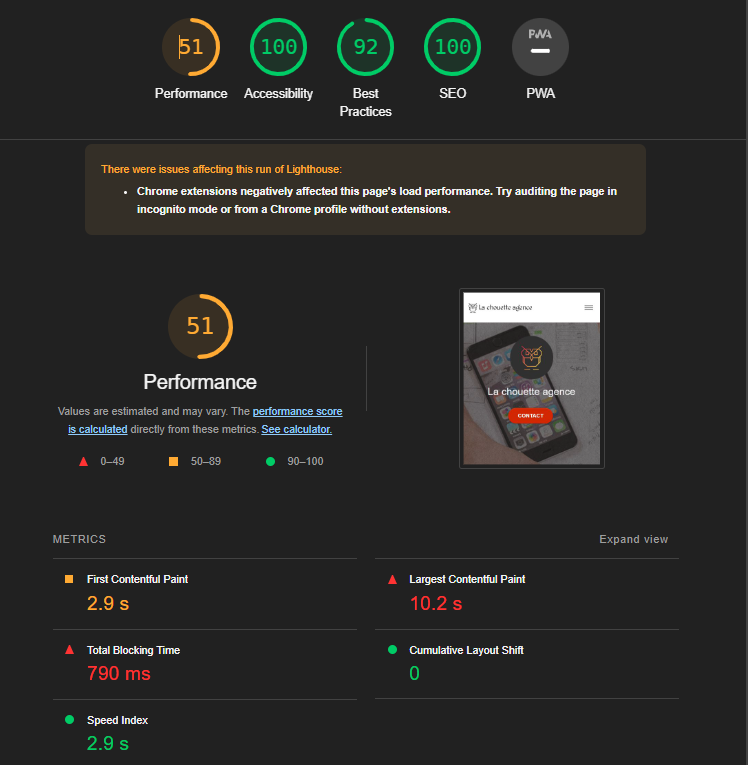 51
100
92
100
PWA
Performance
Accessibility
Best
Practices
SEO
PWA
There were issues affecting this run of Lighthouse:
• Chrome extensions negatively affected this page's load performance. Try auditing the page in
incognito mode or from a Chrome profile without extensions.
51
Performance
Values are estimated and may vary. The performance score
is calculated directly from these metrics. See calculator.
0–49
50–89
90–100
La chouette agence
La chouette agence
CONTACT
METRICS
Expand view
First Contentful Paint
2.9 s
Largest Contentful Paint
10.2 s
Total Blocking Time
790 ms
Cumulative Layout Shift
0
Speed Index
2.9 s